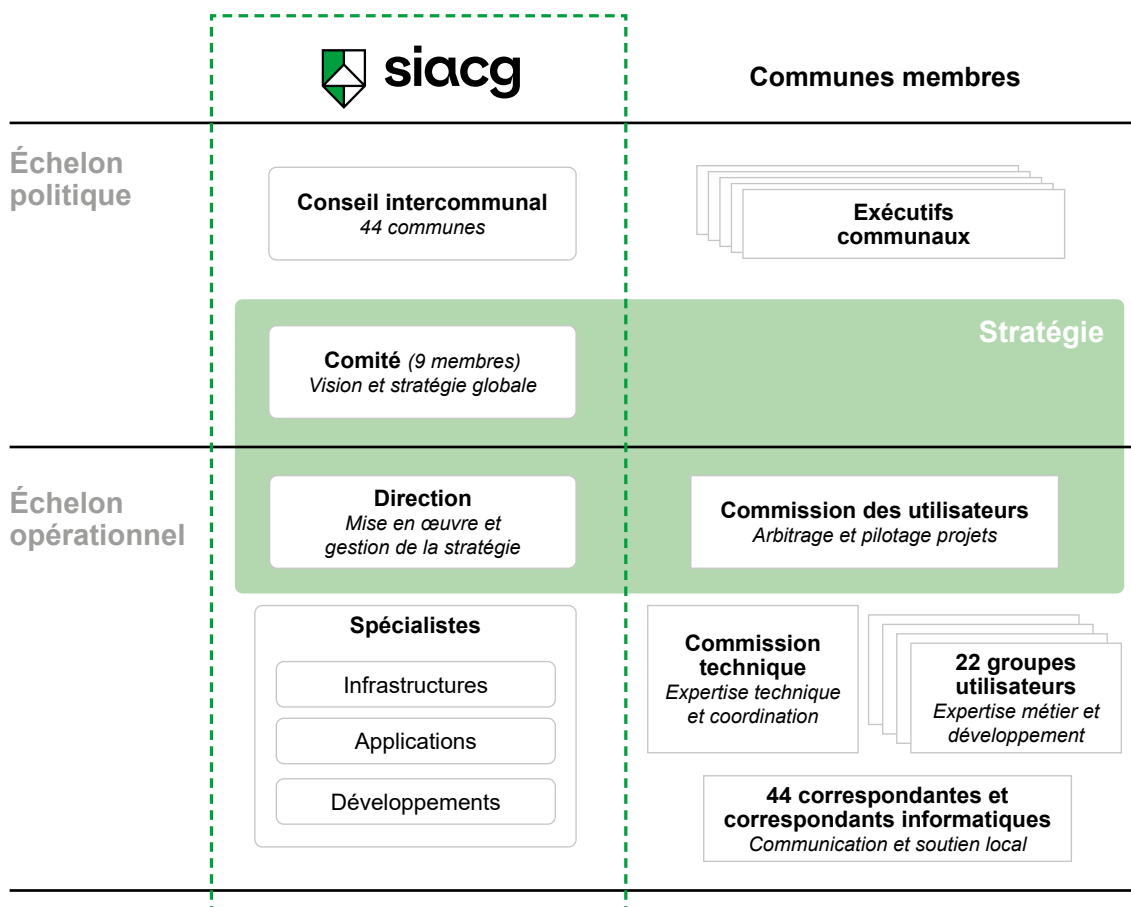 siacg
Communes membres
Échelon
politique
Conseil intercommunal
44 communes
Exécutifs
communaux
Stratégie
Comité (9 membres)
Vision et stratégie globale
Échelon
opérationnel
Direction
Mise en œuvre et
gestion de la stratégie
Commission des utilisateurs
Arbitrage et pilotage projets
Spécialistes
Infrastructures
Applications
Développements
Commission
technique
Expertise technique
et coordination
22 groupes
utilisateurs
Expertise métier et
développement
44 correspondantes et
correspondants informatiques
Communication et soutien local